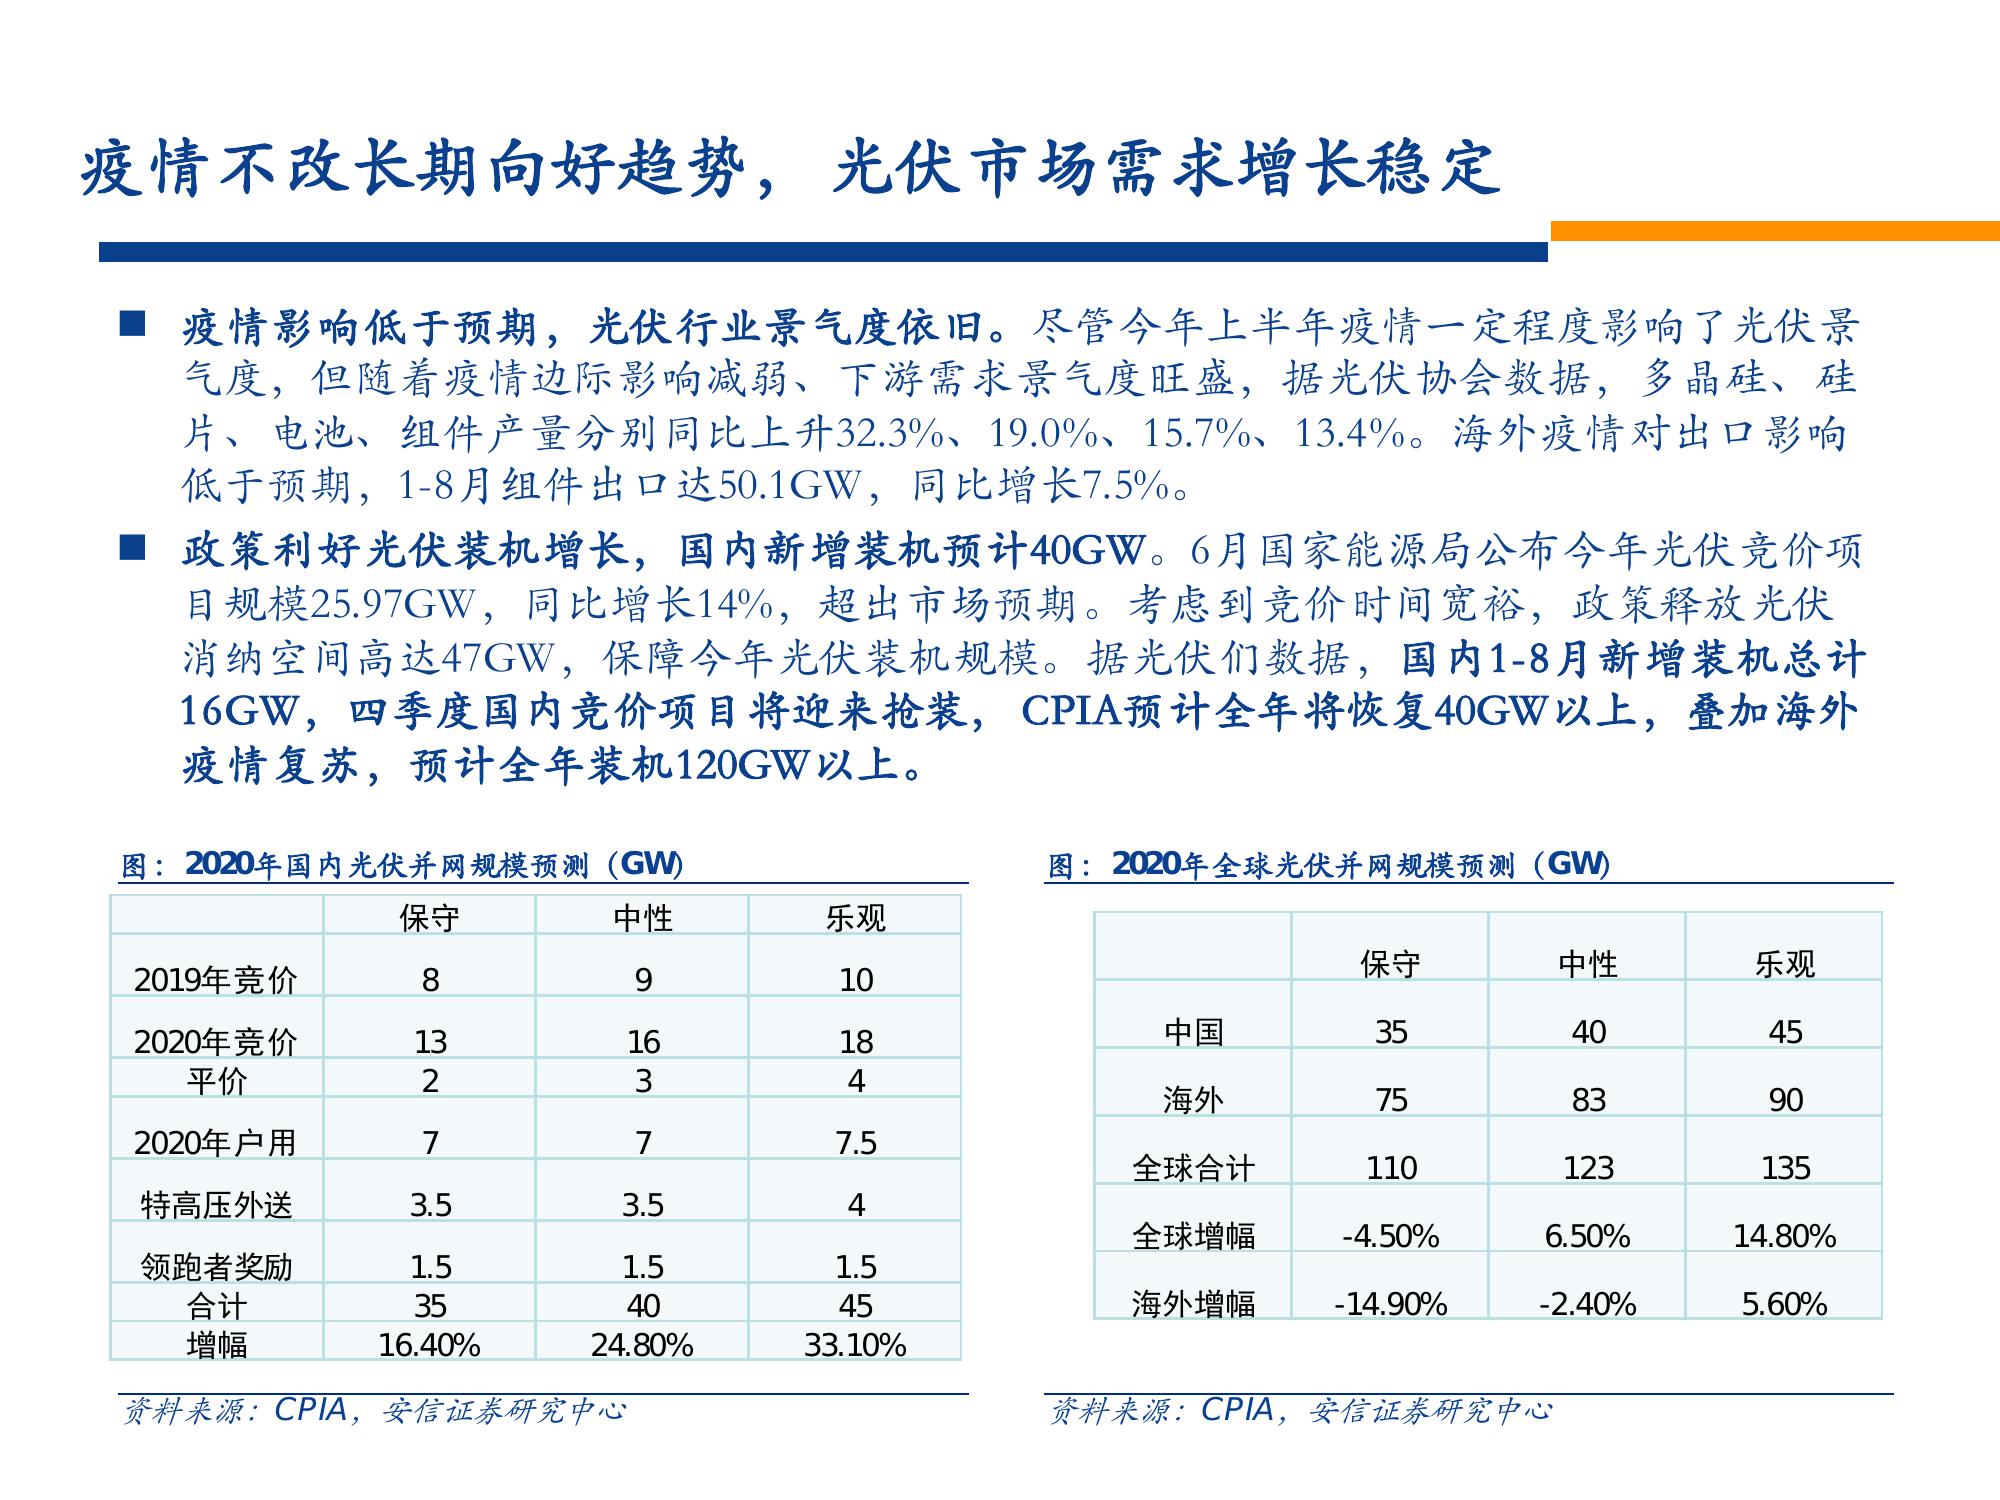 疫情不改长期向好趋势，光伏市场需求增长稳定
■ 疫情影响低于预期，光伏行业景气度依旧。尽管今年上半年疫情一定程度影响了光伏景
气度，但随着疫情边际影响减弱、下游需求景气度旺盛，据光伏协会数据，多晶硅、硅
片、电池、组件产量分别同比上升32.3%、19.0%、15.7%、13.4%。海外疫情对出口影响
低于预期，1-8月组件出口达50.1GW，同比增长7.5%。
■ 政策利好光伏装机增长，国内新增装机预计40GW。6月国家能源局公布今年光伏竞价项
目规模25.97GW，同比增长14%，超出市场预期。考虑到竞价时间宽裕，政策释放光伏
消纳空间高达47GW，保障今年光伏装机规模。据光伏们数据，国内1-8月新增装机总计
16GW，四季度国内竞价项目将迎来抢装， CPIA预计全年将恢复40GW以上，叠加海外
疫情复苏，预计全年装机120GW以上。
图：2020年国内光伏并网规模预测（GW）
保守 中性 乐观
2019年竞价 8 9 10
2020年竞价 13 16 18
平价 2 3 4
2020年户用 7 7 7.5
特高压外送 3.5 3.5 4
领跑者奖励 1.5 1.5 1.5
合计 35 40 45
增幅 16.40% 24.80% 33.10%
资料来源：CPIA，安信证券研究中心
图：2020年全球光伏并网规模预测（GW）
保守 中性 乐观
中国 35 40 45
海外 75 83 90
全球合计 110 123 135
全球增幅 -4.50% 6.50% 14.80%
海外增幅 -14.90% -2.40% 5.60%
资料来源：CPIA，安信证券研究中心